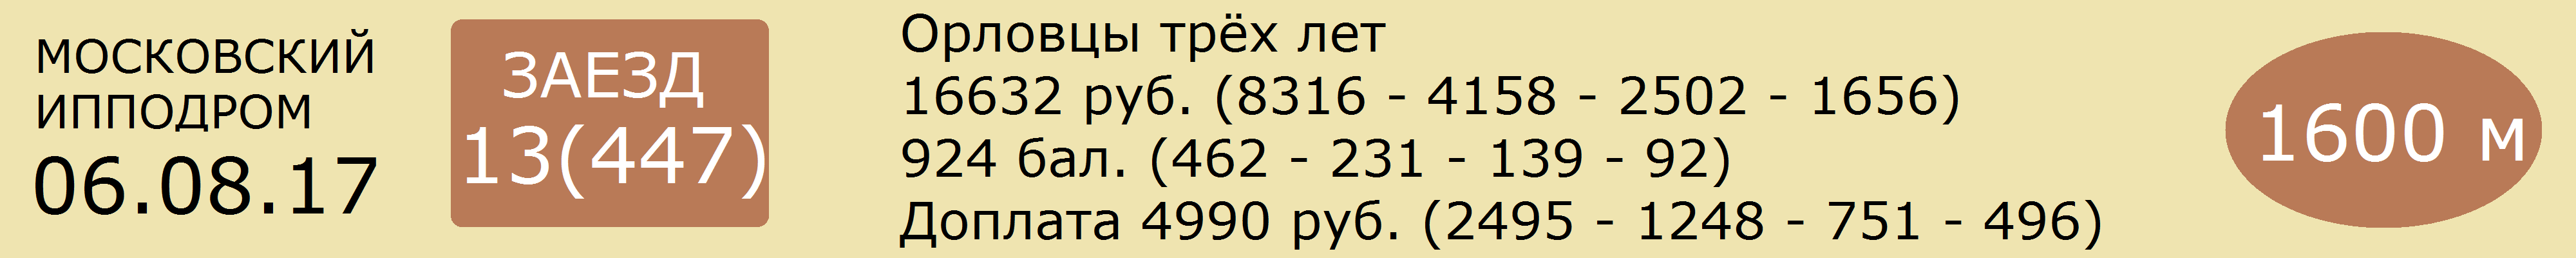 МОСКОВСКИЙ
ИППОДРОМ
06.08.17
ЗАЕЗД
13(447)
Орловцы трёх лет
16632 руб. (8316 - 4158 - 2502 - 1656)
924 бал. (462 - 231 - 139 - 92)
Доплата 4990 руб. (2495 - 1248 - 751 - 496)
1600 м